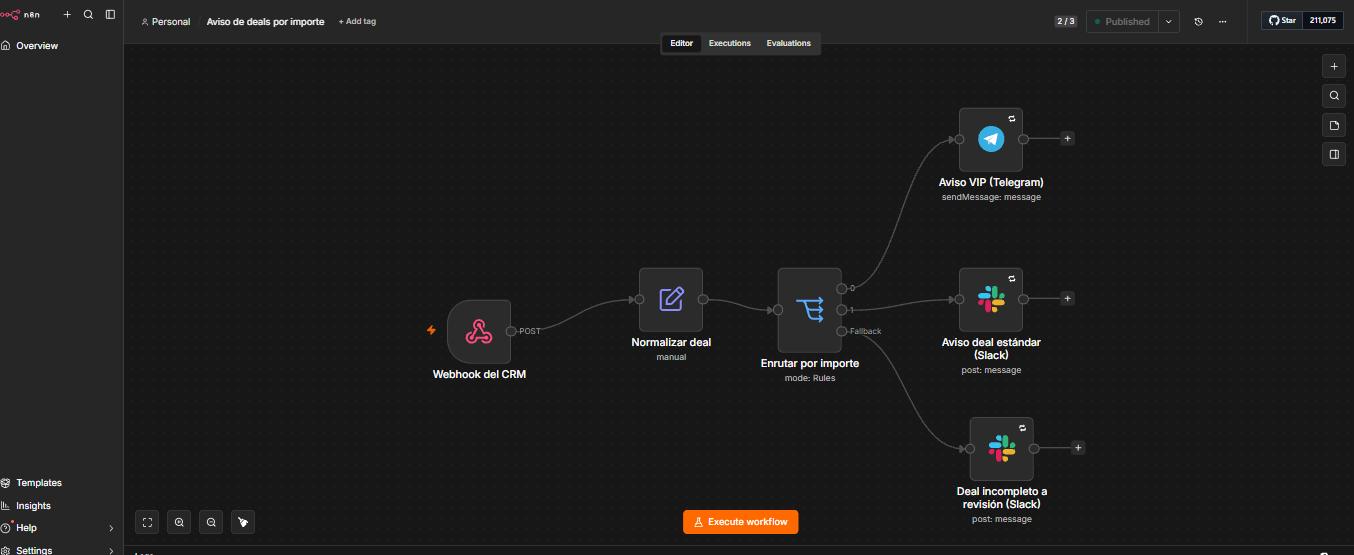 n8n
Personal / Aviso de deals por importe + Add tag
2 / 3
Published
Star 211,075
Overview
Editor Executions Evaluations
Aviso VIP (Telegram)
sendMessage: message
POST
Webhook del CRM
Normalizar deal
manual
0
1
Fallback
Enrutar por importe
mode: Rules
Aviso deal estándar
(Slack)
post: message
Deal incompleto a
revisión (Slack)
post: message
Templates
Insights
Help
Settings
Execute workflow